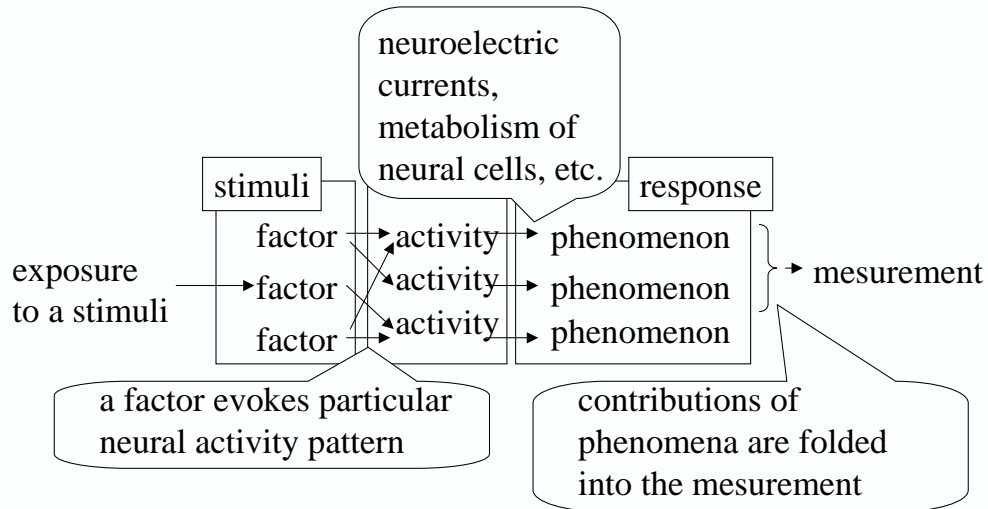 neuroelectric
currents,
metabolism of
neural cells, etc.
stimuli
response
factor
activity
phenomenon
exposure
to a stimuli
factor
activity
phenomenon
mesurement
factor
activity
phenomenon
a factor evokes particular
neural activity pattern
contributions of
phenomena are folded
into the mesurement